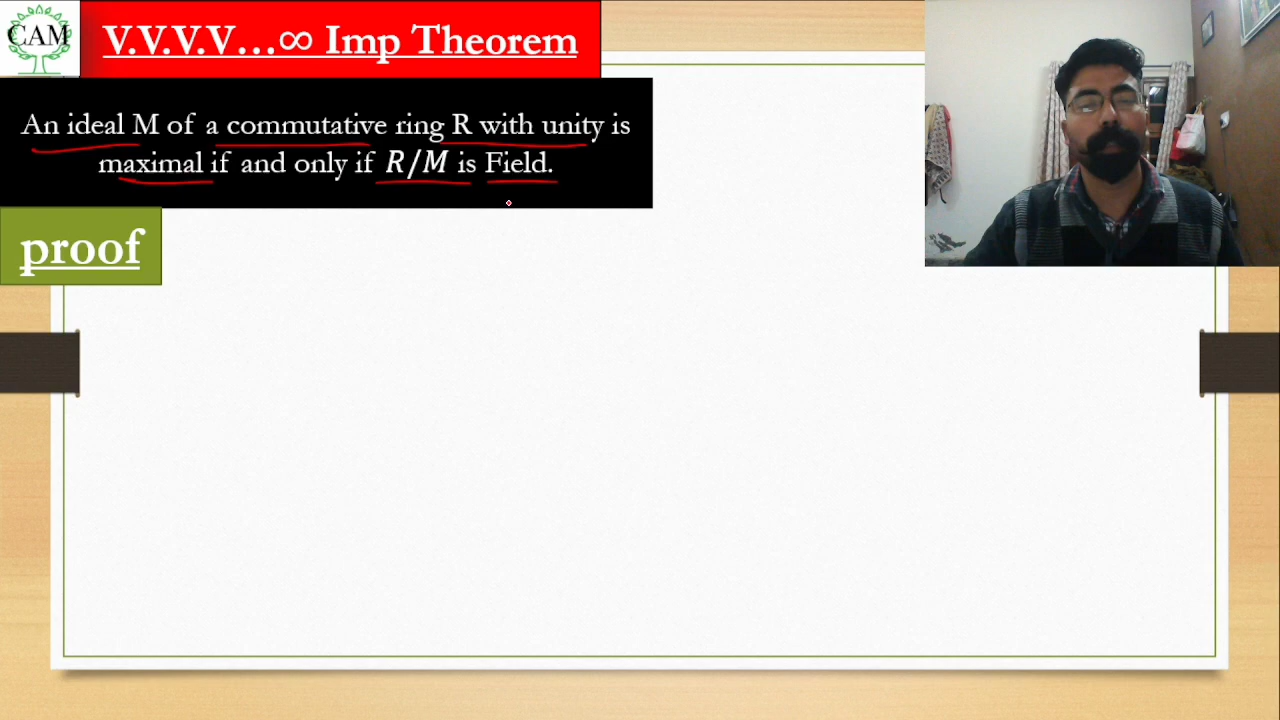 CAM
V.V.V.V...∞ Imp Theorem
An ideal M of a commutative ring R with unity is
maximal if and only if R/M is Field.
proof